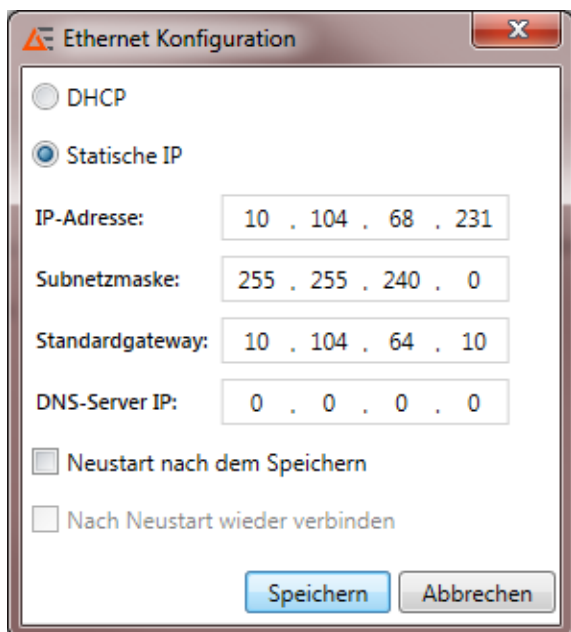 Ethernet Konfiguration
DHCP
Statische IP
IP-Adresse: 10 . 104 . 68 . 231
Subnetzmaske: 255 . 255 . 240 . 0
Standardgateway: 10 . 104 . 64 . 10
DNS-Server IP: 0 . 0 . 0 . 0
Neustart nach dem Speichern
Nach Neustart wieder verbinden
Speichern Abbrechen